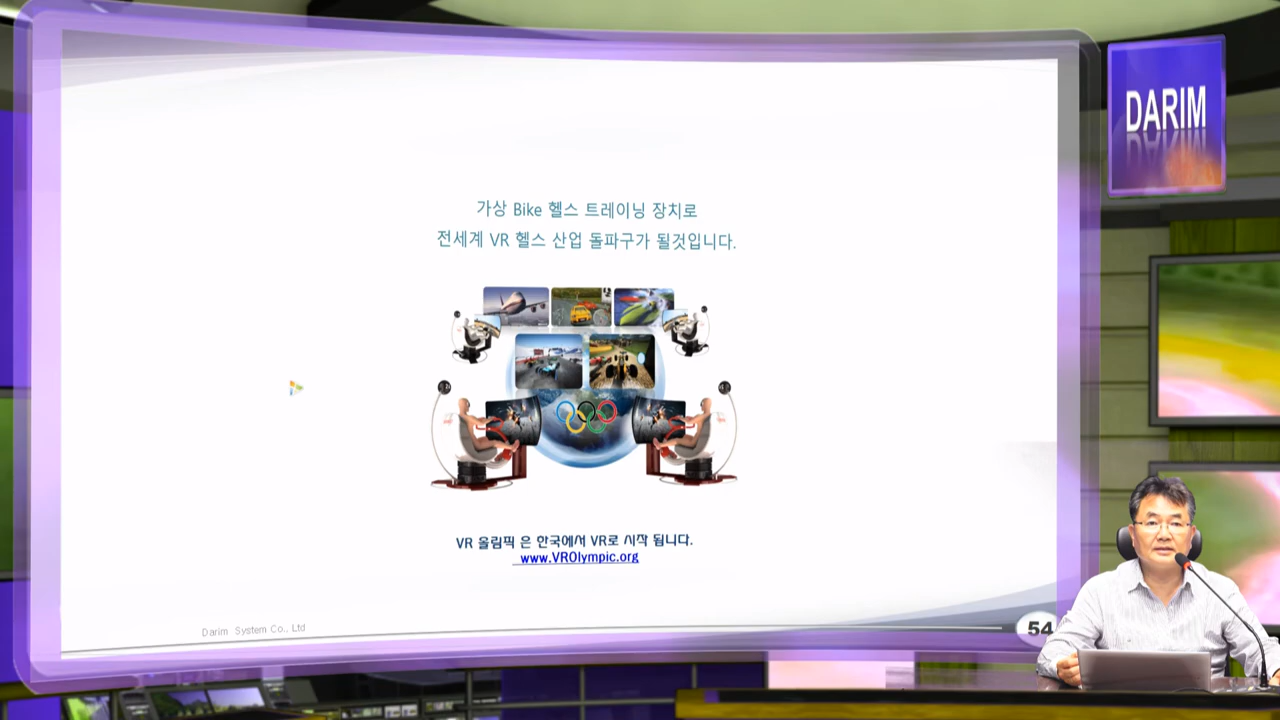 DARIM
가상 Bike 헬스 트레이닝 장치로
전세계 VR 헬스 산업 돌파구가 될것입니다.
VR 올림픽 은 한국에서 VR로 시작 됩니다.
www.VROlympic.org
Darim System Co., Ltd
54